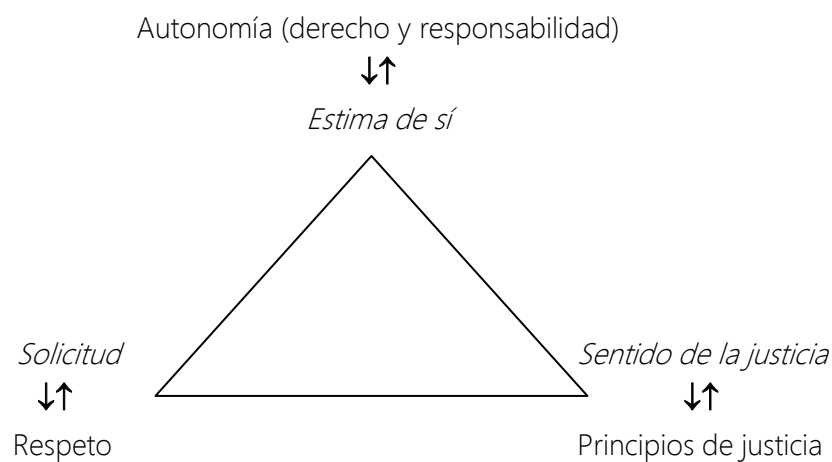 Autonomía (derecho y responsabilidad)
↓↑
Estima de sí
Solicitud
↓↑
Respeto
Sentido de la justicia
↓↑
Principios de justicia